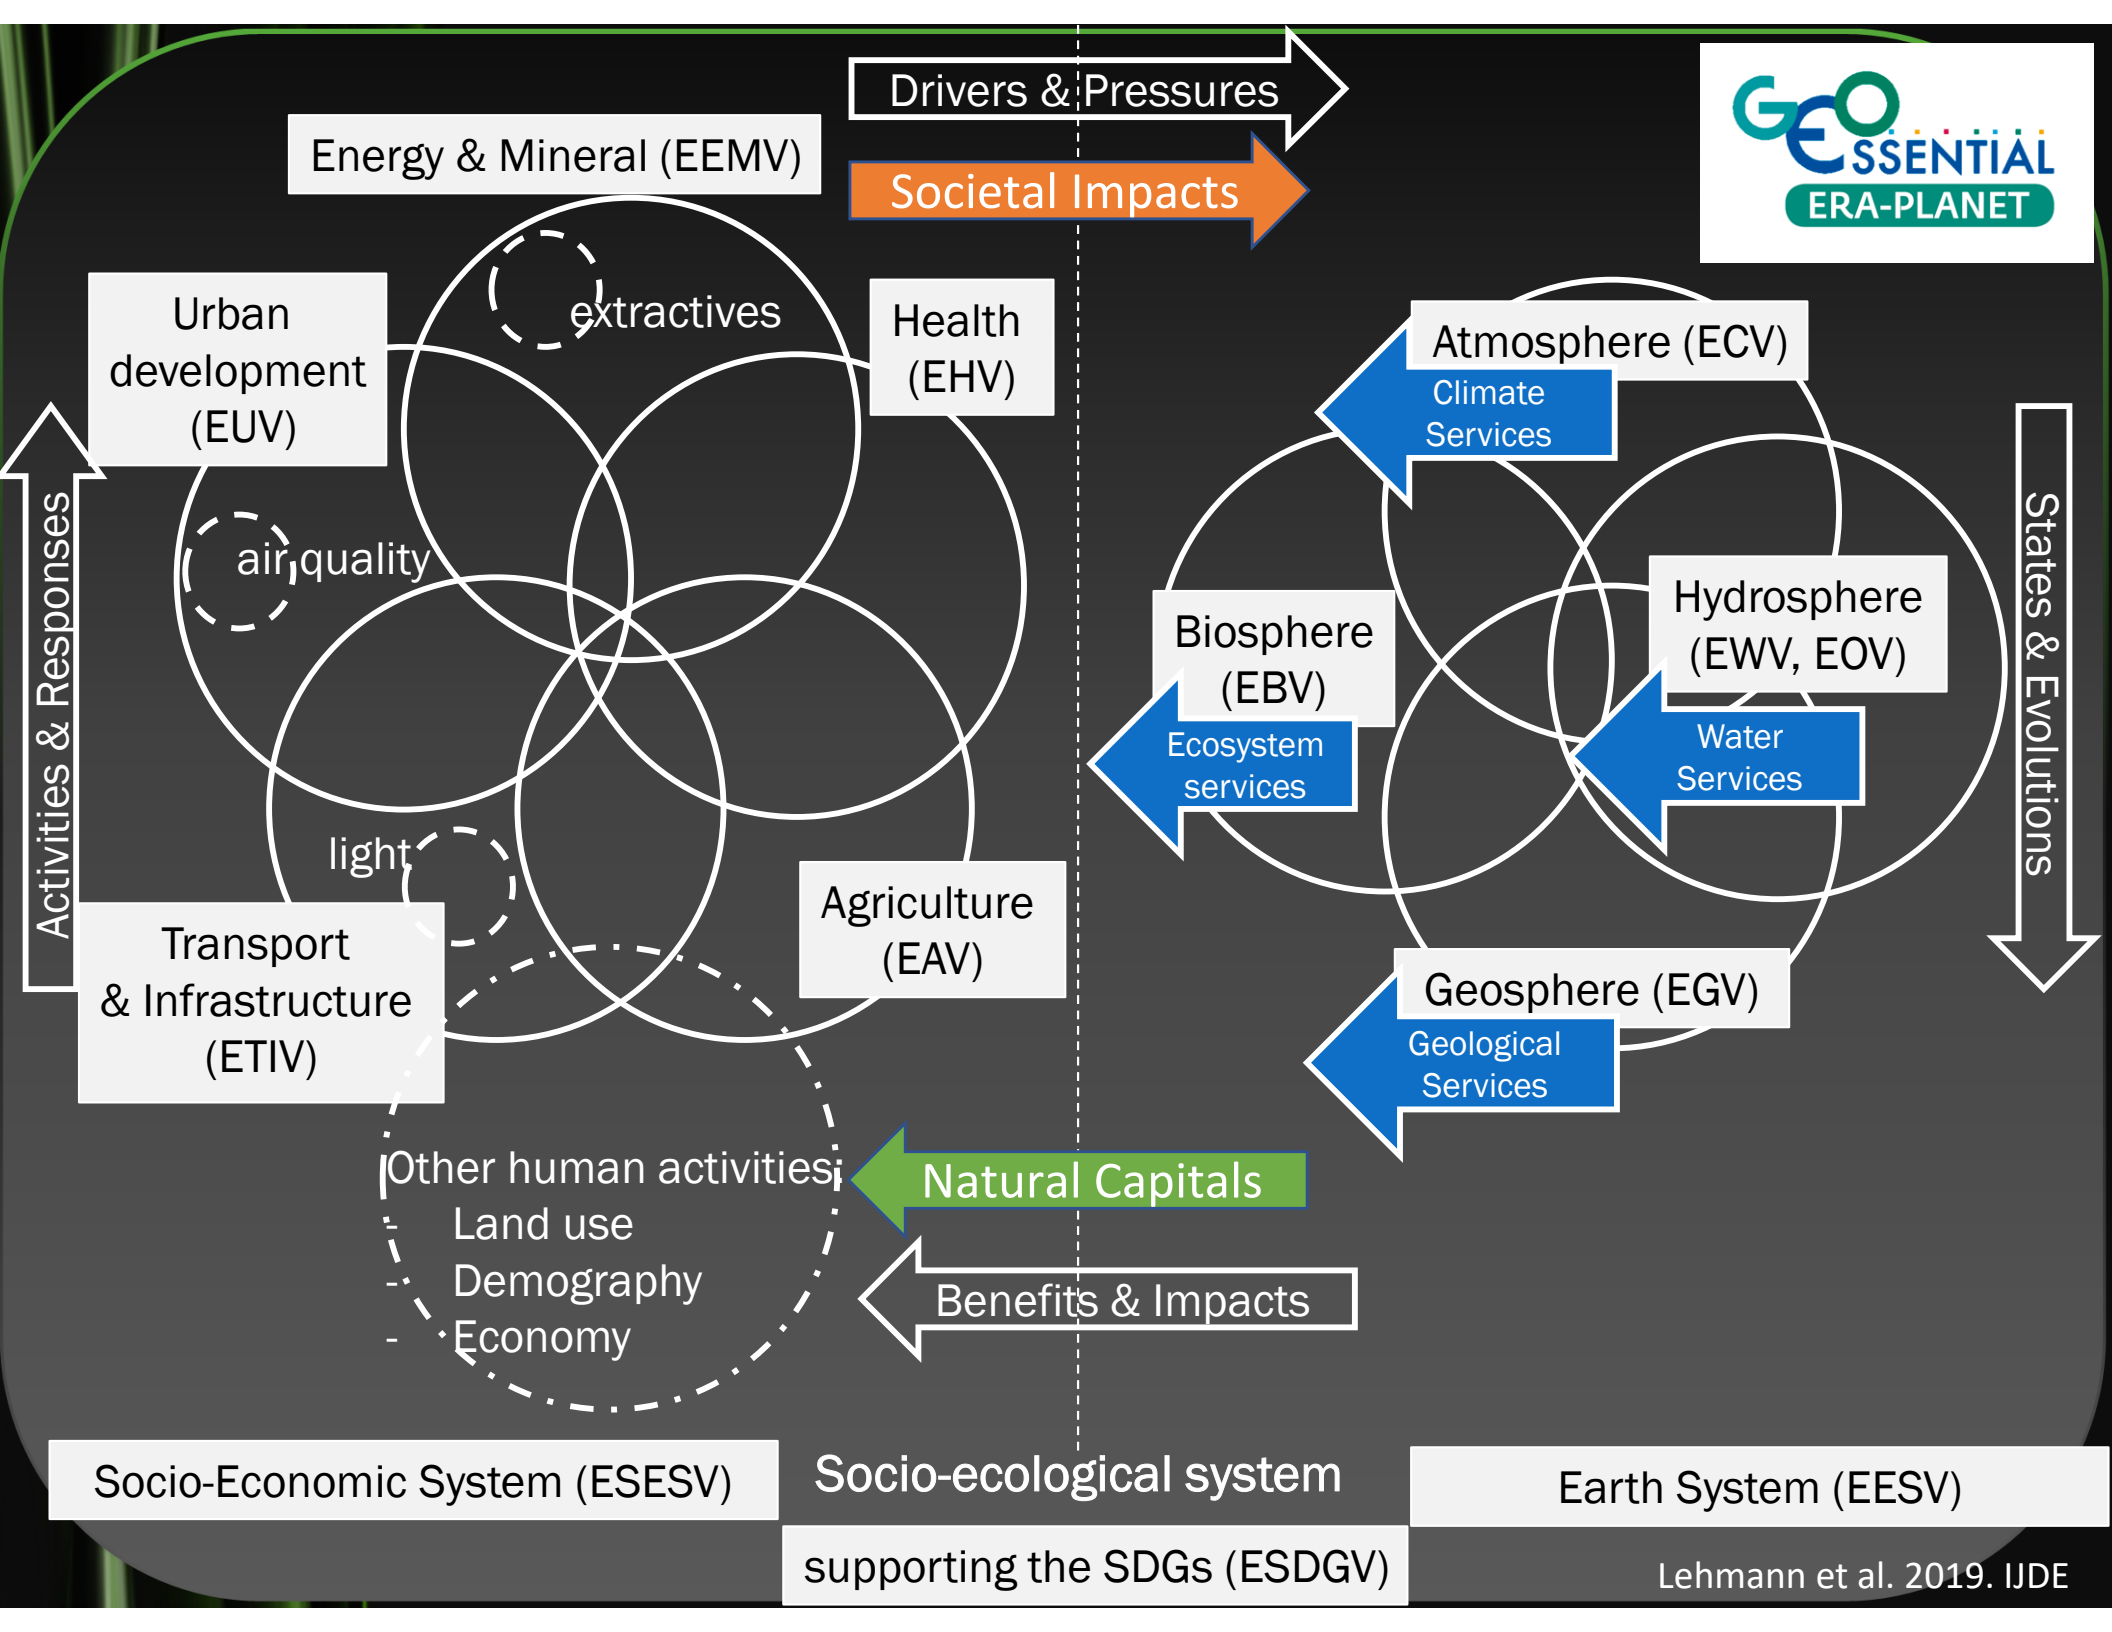 Drivers & Pressures
Societal Impacts
GEO
ESSENTIAL
ERA-PLANET
Energy & Mineral (EEMV)
extractives
Urban
development
(EUV)
Health
(EHV)
air quality
light
Activities & Responses
Transport
& Infrastructure
(ETIV)
Agriculture
(EAV)
Other human activities:
- Land use
- Demography
- Economy
Atmosphere (ECV)
Climate
Services
Biosphere
(EBV)
Ecosystem
services
Hydrosphere
(EWV, EOV)
Water
Services
Geosphere (EGV)
Geological
Services
States & Evolutions
Natural Capitals
Benefits & Impacts
Socio-Economic System (ESESV)
Socio-ecological system
supporting the SDGs (ESDGV)
Earth System (EESV)
Lehmann et al. 2019. IJDE